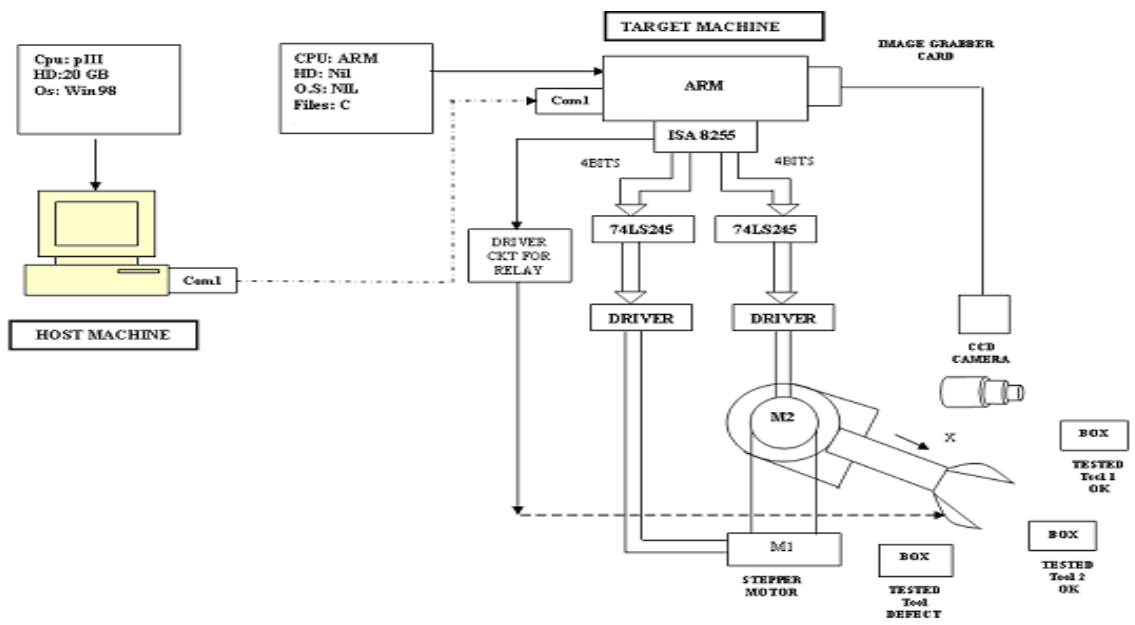 TARGET MACHINE
Cpu: pIII
HD:20 GB
Os: Win98
CPU: ARM
HD: Nil
O.S: NIL
Files: C
IMAGE GRABBER
CARD
ARM
Com1
ISA 8255
4BITS
4BITS
74LS245
74LS245
DRIVER
CKT FOR
RELAY
Com1
HOST MACHINE
DRIVER
DRIVER
CCD
CAMERA
M2
X
BOX
TESTED
Tool 1
OK
M1
STEPPER
MOTOR
BOX
TESTED
Tool
DEFECT
BOX
TESTED
Tool 2
OK